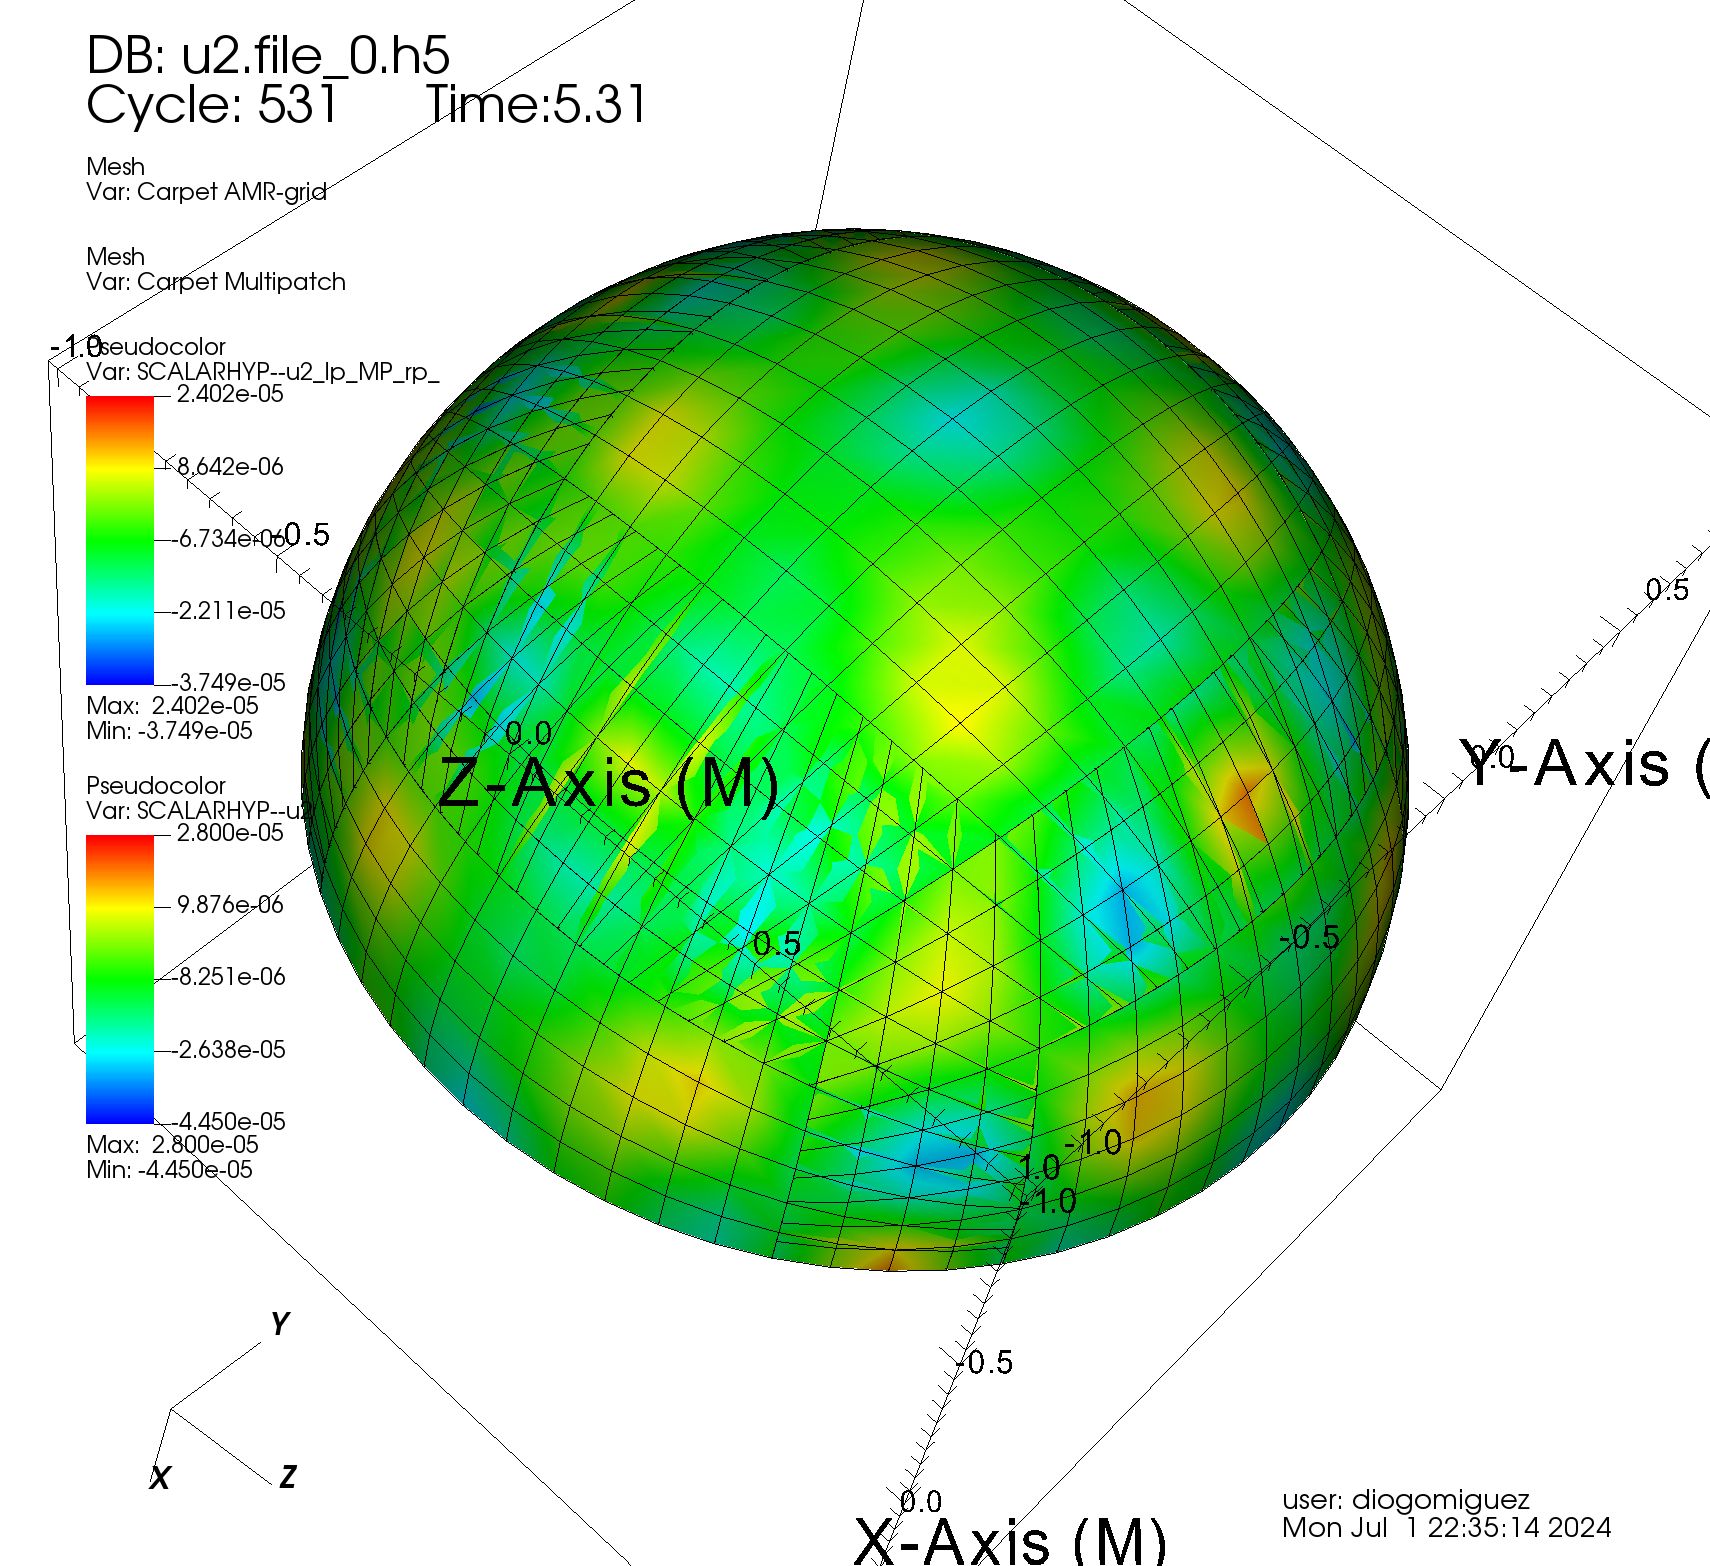 DB: u2.file_0.h5
Cycle: 531 Time:5.31
Mesh
Var: Carpet AMR-grid
Mesh
Var: Carpet Multipatch
-1.0
Pseudocolor
Var: SCALARHYP--u2_lp_MP_rp_
2.402e-05
8.642e-06
-6.734e-06
-2.211e-05
-3.749e-05
Max: 2.402e-05
Min: -3.749e-05
-0.5
0.5
0.0
Z-Axis (M)
0.0
Y-Axis (
Pseudocolor
Var: SCALARHYP--u2
2.800e-05
9.876e-06
-8.251e-06
-2.638e-05
-4.450e-05
Max: 2.800e-05
Min: -4.450e-05
0.5
-0.5
-1.0
1.0
-1.0
-0.5
0.0
X-Axis (M)
Y
X
Z
user: diogomiguez
Mon Jul 1 22:35:14 2024